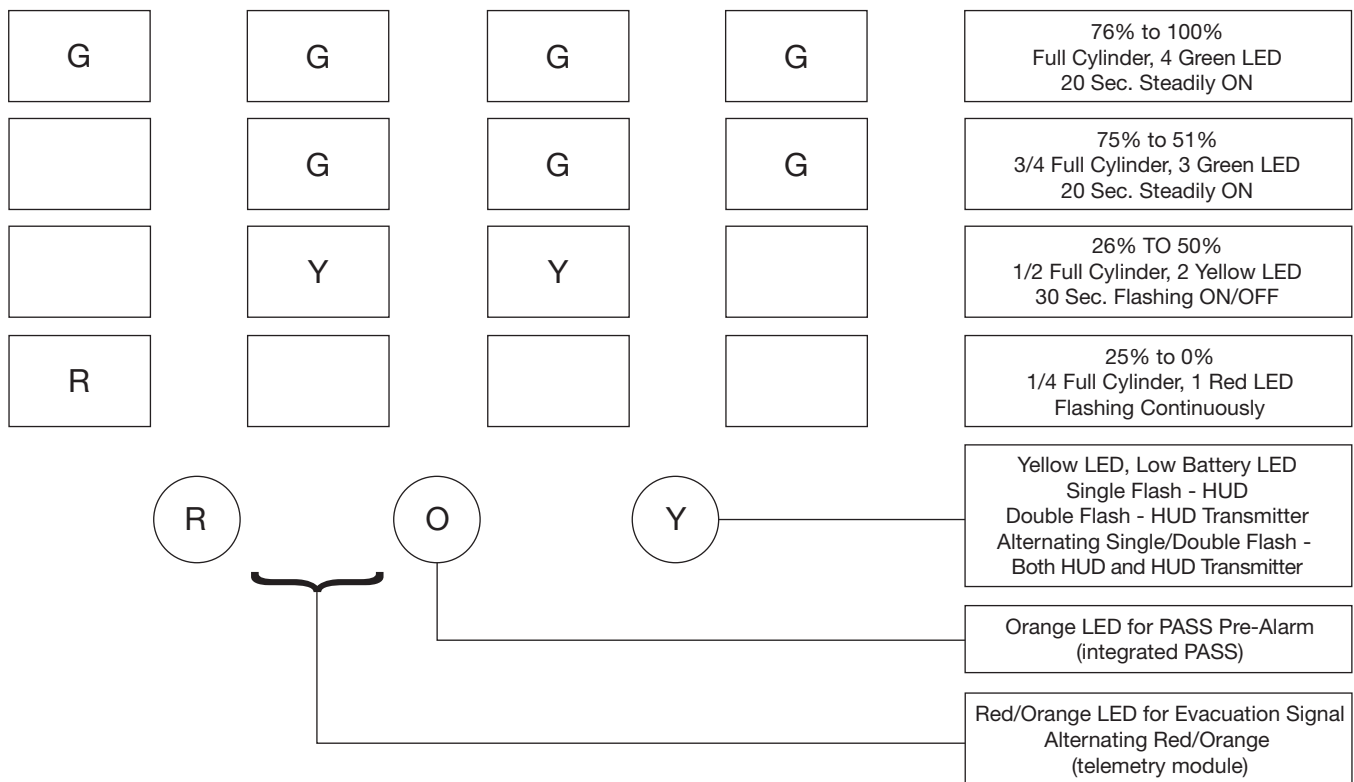 G G G G
76% to 100%
Full Cylinder, 4 Green LED
20 Sec. Steadily ON
G G G
75% to 51%
3/4 Full Cylinder, 3 Green LED
20 Sec. Steadily ON
Y Y
26% TO 50%
1/2 Full Cylinder, 2 Yellow LED
30 Sec. Flashing ON/OFF
R
25% to 0%
1/4 Full Cylinder, 1 Red LED
Flashing Continuously
R O Y
Yellow LED, Low Battery LED
Single Flash - HUD
Double Flash - HUD Transmitter
Alternating Single/Double Flash -
Both HUD and HUD Transmitter
Orange LED for PASS Pre-Alarm
(integrated PASS)
Red/Orange LED for Evacuation Signal
Alternating Red/Orange
(telemetry module)